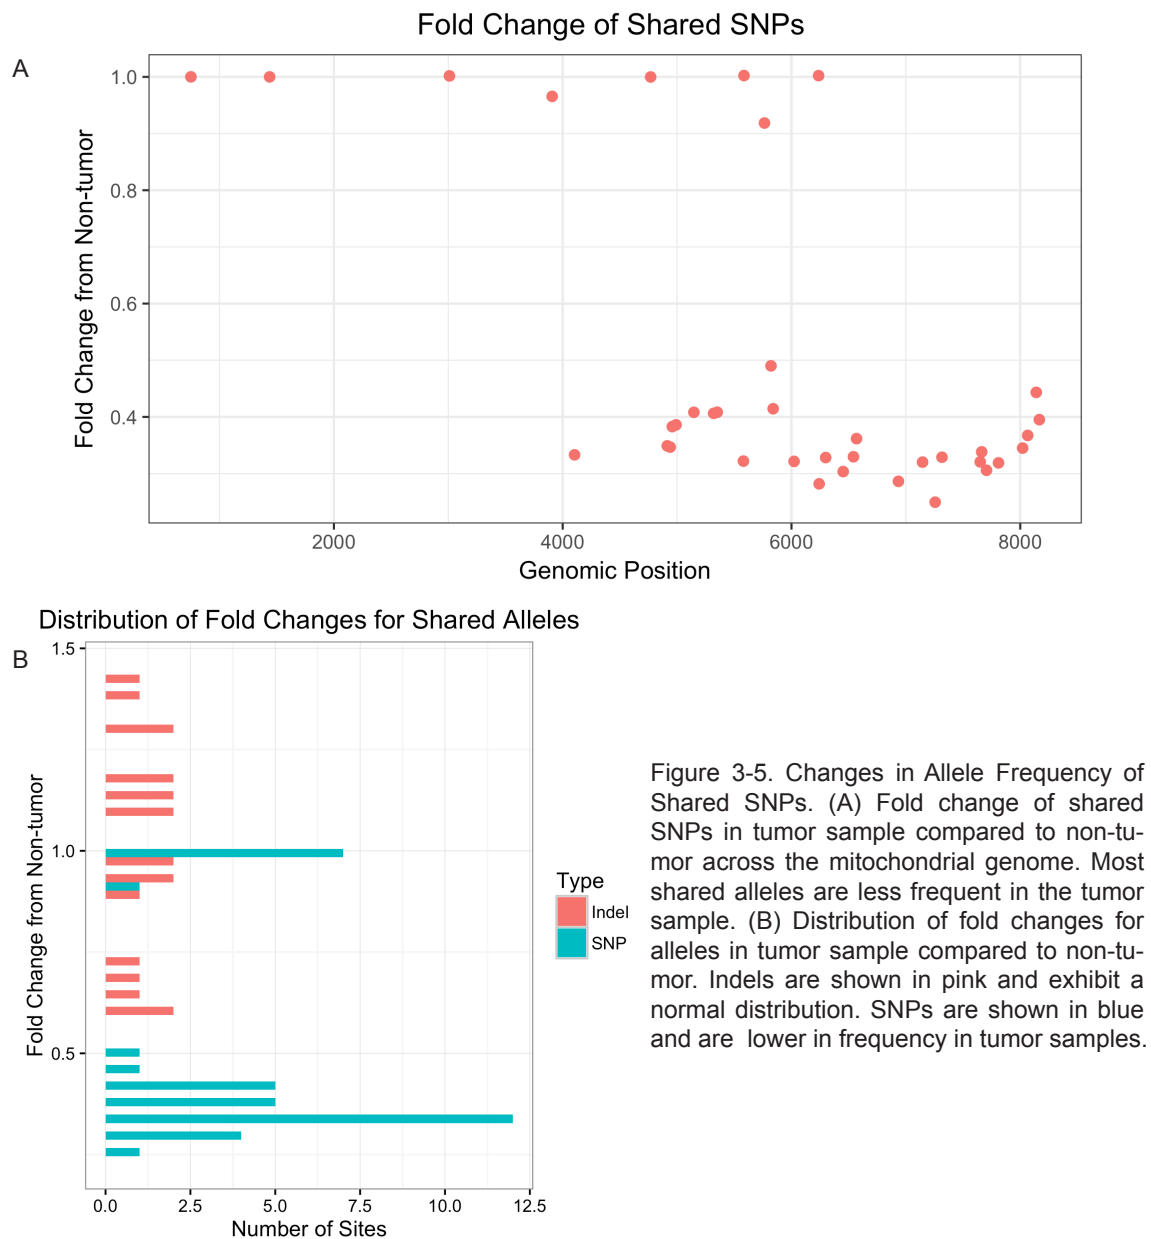 Fold Change of Shared SNPs
A
Fold Change from Non-tumor
1.0
0.8
0.6
0.4
2000 4000 6000 8000
Genomic Position
Distribution of Fold Changes for Shared Alleles
B
Fold Change from Non-tumor
1.5
1.0
0.5
0.0 2.5 5.0 7.5 10.0 12.5
Number of Sites
Type
Indel
SNP
Figure 3-5. Changes in Allele Frequency of
Shared SNPs. (A) Fold change of shared
SNPs in tumor sample compared to non-tu-
mor across the mitochondrial genome. Most
shared alleles are less frequent in the tumor
sample. (B) Distribution of fold changes for
alleles in tumor sample compared to non-tu-
mor. Indels are shown in pink and exhibit a
normal distribution. SNPs are shown in blue
and are lower in frequency in tumor samples.